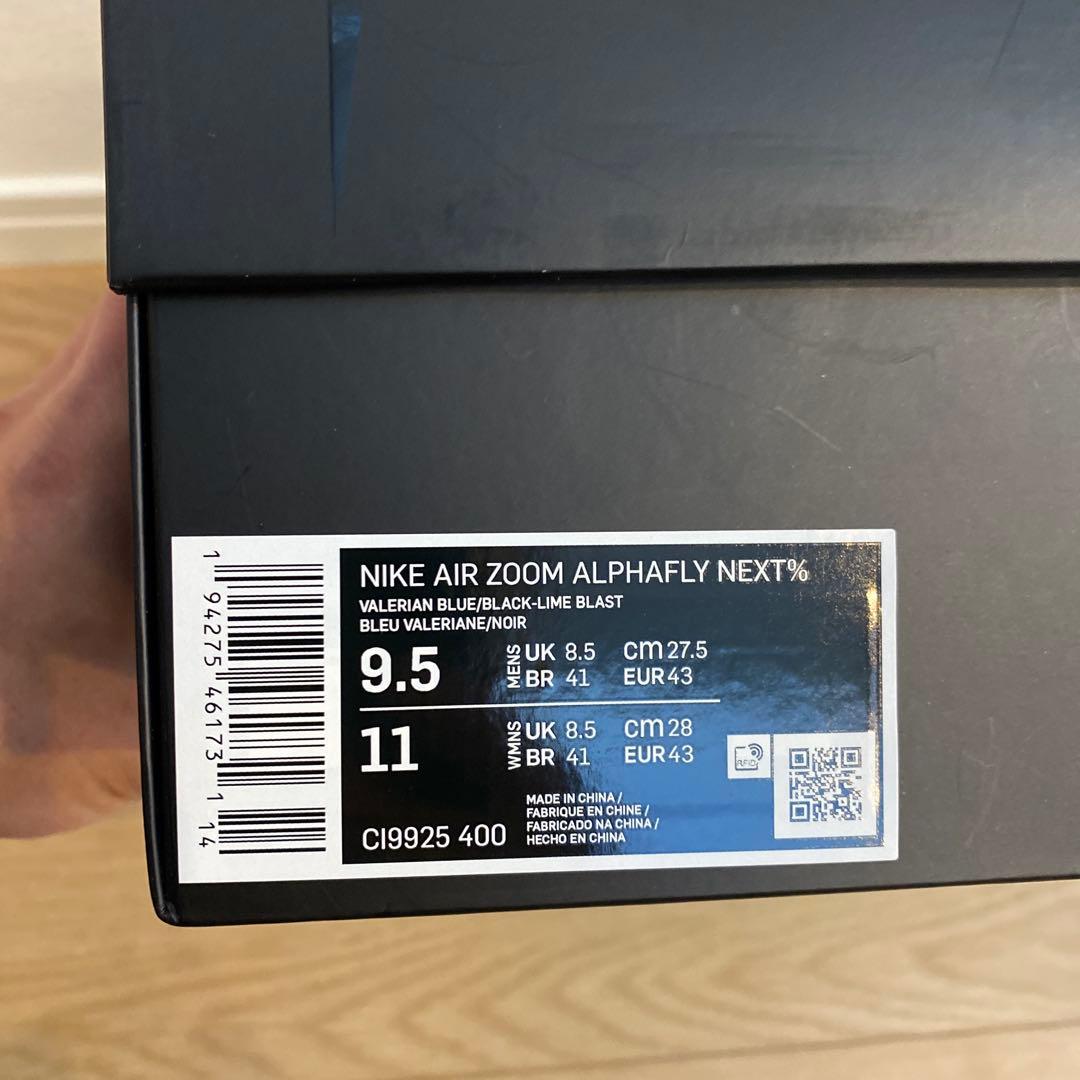 NIKE AIR ZOOM ALPHAFLY NEXT%
VALERIAN BLUE/BLACK-LIME BLAST
BLEU VALERIANE/NOIR
9.5 MENS UK 8.5 cm 27.5
BR 41 EUR 43
11 WMNS UK 8.5 cm 28
BR 41 EUR 43
RFID
MADE IN CHINA /
FABRIQUE EN CHINE /
FABRICADO NA CHINA /
HECHO EN CHINA
CI9925 400
1 94275 46173 1 14